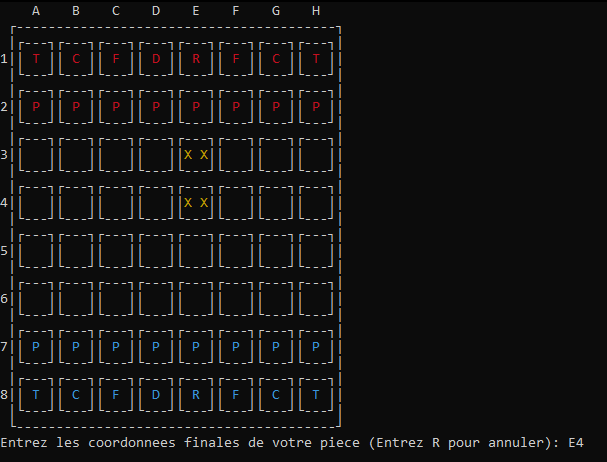 A B C D E F G H
1 T C F D R F C T
2 P P P P P P P P
3 X X
4 X X
5
6
7 P P P P P P P P
8 T C F D R F C T
Entrez les coordonnees finales de votre piece (Entrez R pour annuler): E4